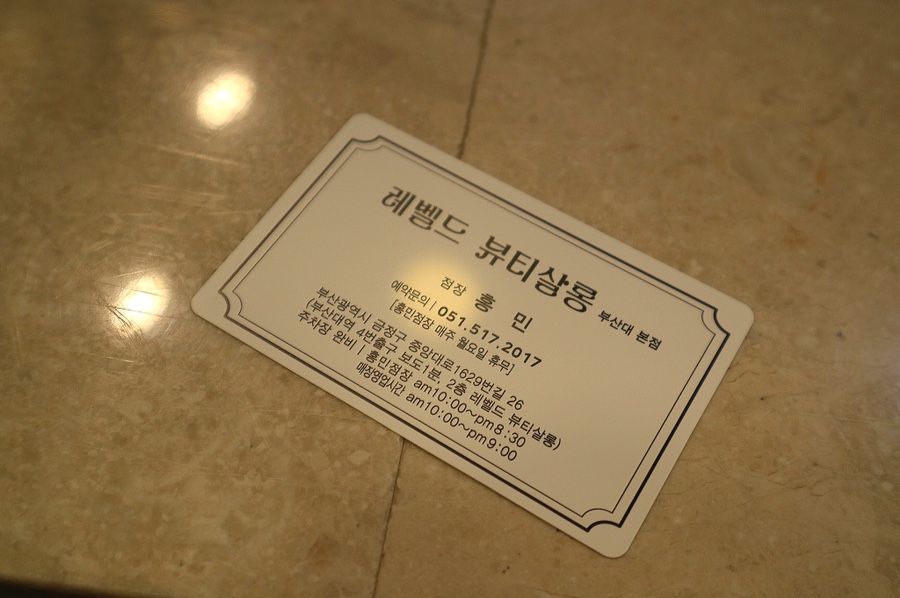 레벨드 뷰티살롱 부산대 본점
점장 홍 민
예약문의 | 051.517.2017
[홍민점장 매주 월요일 휴무]
부산광역시 금정구 중앙대로1629번길 26
(부산대역 4번출구 보도1분, 2층 레벨드 뷰티살롱)
주차장 완비 | 홍민점장 am10:00~pm8:30
매장영업시간 am10:00~pm9:00